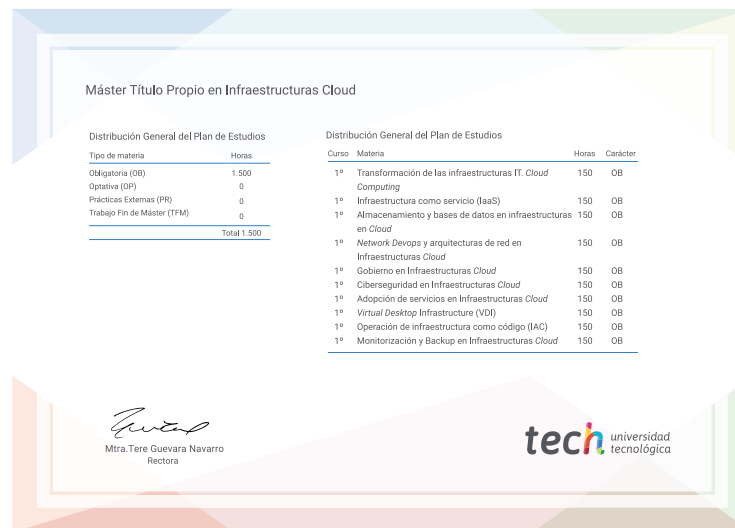 Máster Título Propio en Infraestructuras Cloud
Distribución General del Plan de Estudios
Tipo de materia Horas
Obligatoria (OB) 1.500
Optativa (OP) 0
Prácticas Externas (PR) 0
Trabajo Fin de Máster (TFM) 0
Total 1.500
Distribución General del Plan de Estudios
Curso Materia Horas Carácter
1º Transformación de las infraestructuras IT. Cloud 150 OB
Computing
1º Infraestructura como servicio (IaaS) 150 OB
1º Almacenamiento y bases de datos en infraestructuras 150 OB
en Cloud
1º Network Devops y arquitecturas de red en 150 OB
Infraestructuras Cloud
1º Gobierno en Infraestructuras Cloud 150 OB
1º Ciberseguridad en Infraestructuras Cloud 150 OB
1º Adopción de servicios en Infraestructuras Cloud 150 OB
1º Virtual Desktop Infrastructure (VDI) 150 OB
1º Operación de infraestructura como código (IAC) 150 OB
1º Monitorización y Backup en Infraestructuras Cloud 150 OB
Mtra.Tere Guevara Navarro
Rectora
tech universidad
tecnológica